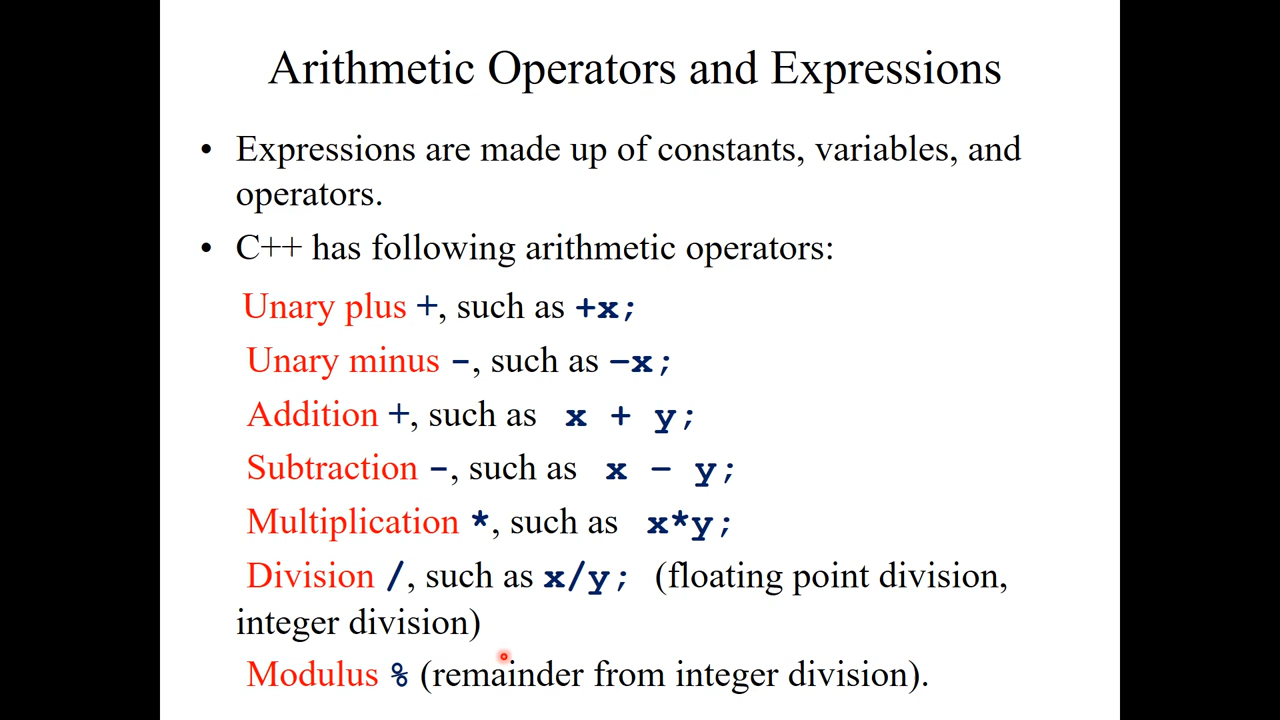 Arithmetic Operators and Expressions
• Expressions are made up of constants, variables, and
operators.
• C++ has following arithmetic operators:
Unary plus +, such as +x;
Unary minus -, such as –x;
Addition +, such as x + y;
Subtraction -, such as x – y;
Multiplication *, such as x*y;
Division /, such as x/y; (floating point division,
integer division)
Modulus % (remainder from integer division).